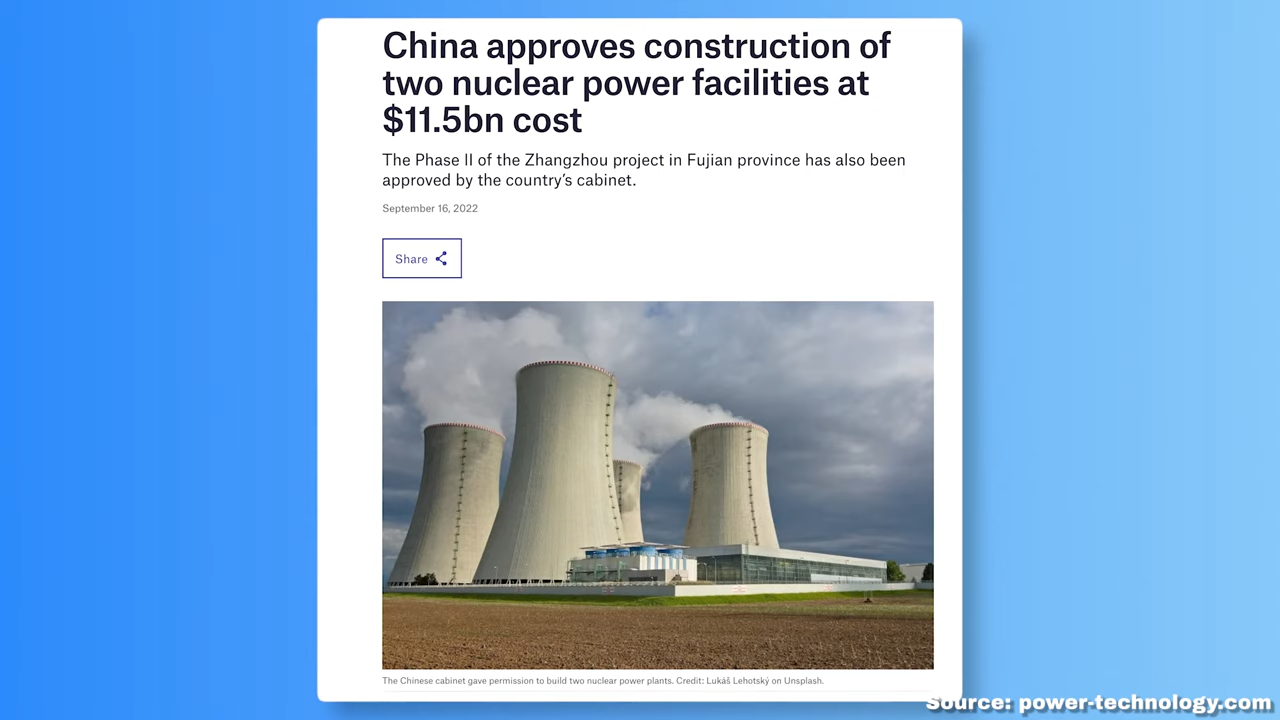 China approves construction of
two nuclear power facilities at
$11.5bn cost
The Phase II of the Zhangzhou project in Fujian province has also been
approved by the country’s cabinet.
September 16, 2022
Share
The Chinese cabinet gave permission to build two nuclear power plants. Credit: Lukáš Lehotský on Unsplash.
Source: power-technology.com